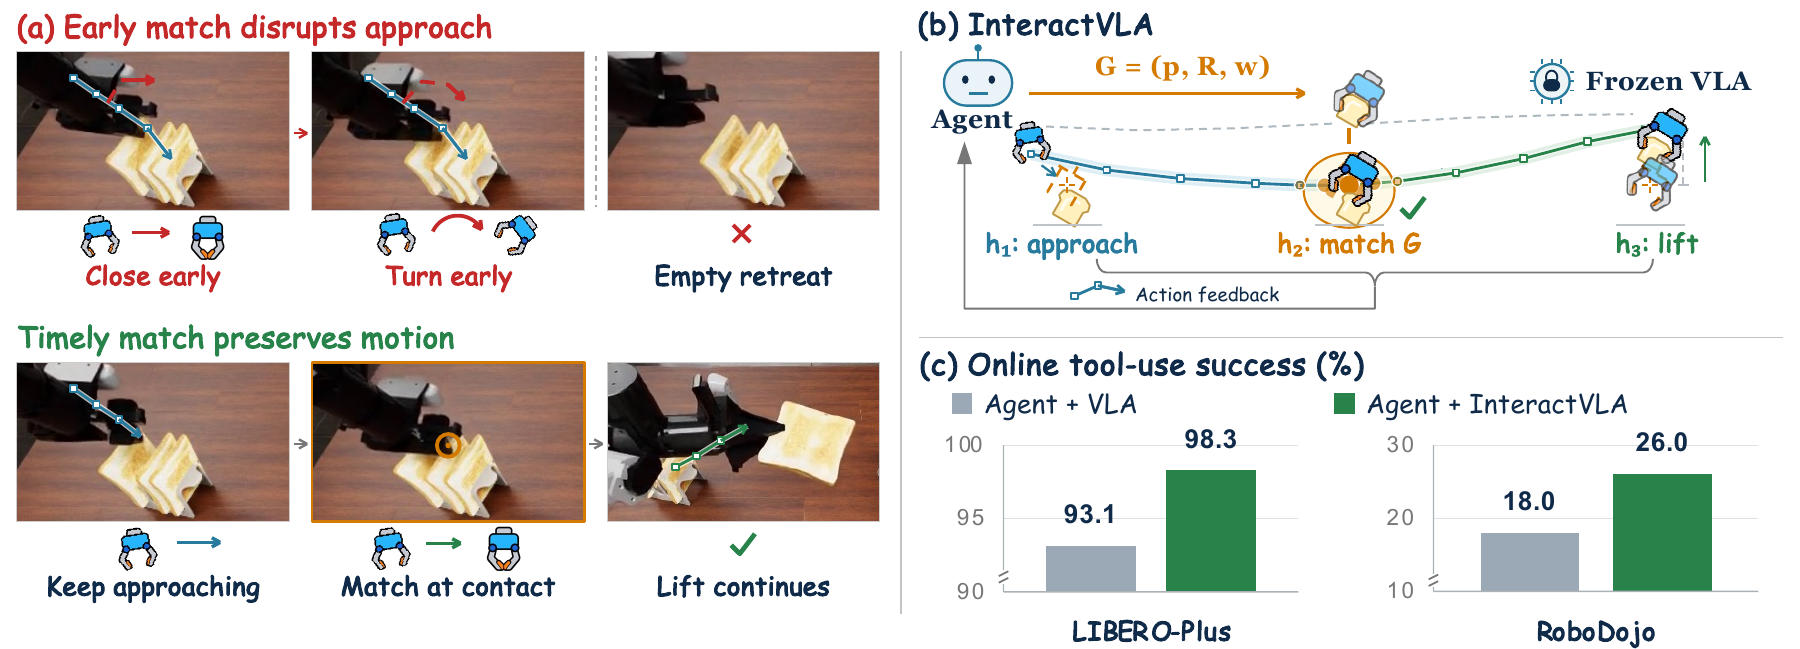 (a) Early match disrupts approach
Close early
Turn early
Empty retreat
Timely match preserves motion
Keep approaching
Match at contact
Lift continues
(b) InteractVLA
G = (p, R, w)
Agent
Frozen VLA
h₁: approach
h₂: match G
h₃: lift
Action feedback
(c) Online tool-use success (%)
Agent + VLA
Agent + InteractVLA
100
95
90
93.1
98.3
LIBERO-Plus
30
20
10
18.0
26.0
RoboDojo